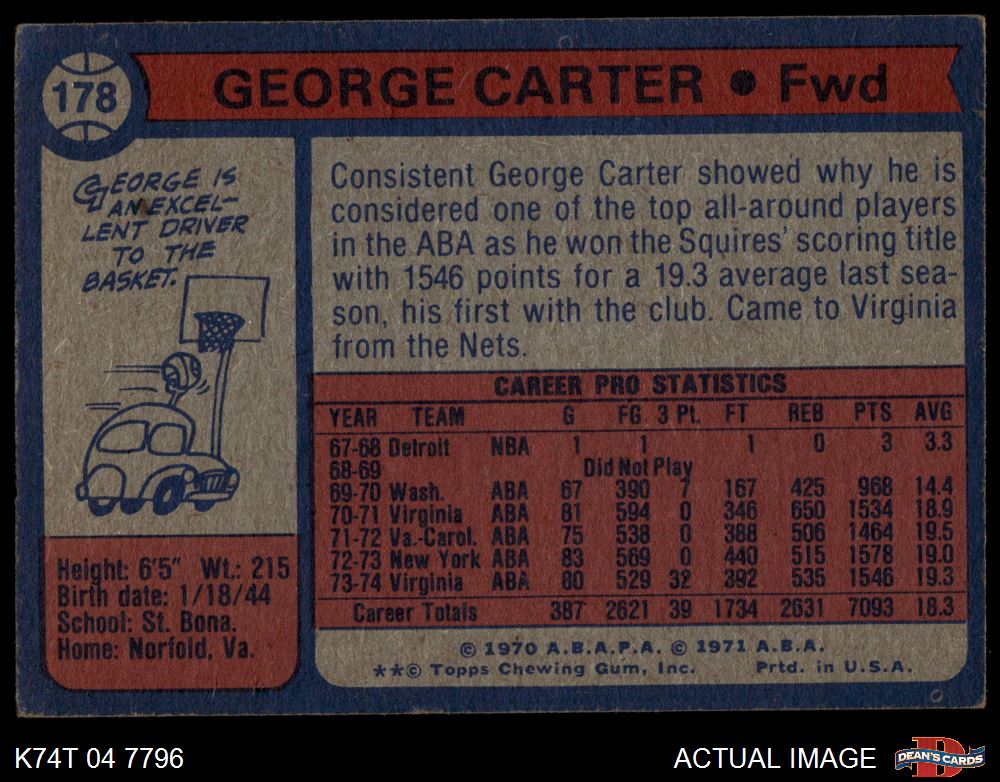 178
GEORGE CARTER • Fwd
GEORGE IS
AN EXCEL-
LENT DRIVER
TO THE
BASKET.
Consistent George Carter showed why he is
considered one of the top all-around players
in the ABA as he won the Squires' scoring title
with 1546 points for a 19.3 average last sea-
son, his first with the club. Came to Virginia
from the Nets.
CAREER PRO STATISTICS
YEAR TEAM G FG 3 Pt. FT REB PTS AVG
67-68 Detroit NBA 1 1 1 0 3 3.3
68-69 Did Not Play
69-70 Wash. ABA 67 390 7 167 425 968 14.4
70-71 Virginia ABA 81 594 0 346 650 1534 18.9
71-72 Va.-Carol. ABA 75 538 0 388 506 1464 19.5
72-73 New York ABA 83 569 0 440 515 1578 19.0
73-74 Virginia ABA 80 529 32 392 535 1546 19.3
Career Totals 387 2621 39 1734 2631 7093 18.3
Height: 6'5" Wt.: 215
Birth date: 1/18/44
School: St. Bona.
Home: Norfold, Va.
© 1970 A.B.A.P.A. © 1971 A.B.A.
**© Topps Chewing Gum, Inc. Prtd. in U.S.A.
K74T 04 7796
ACTUAL IMAGE
D
DEAN'S CARDS